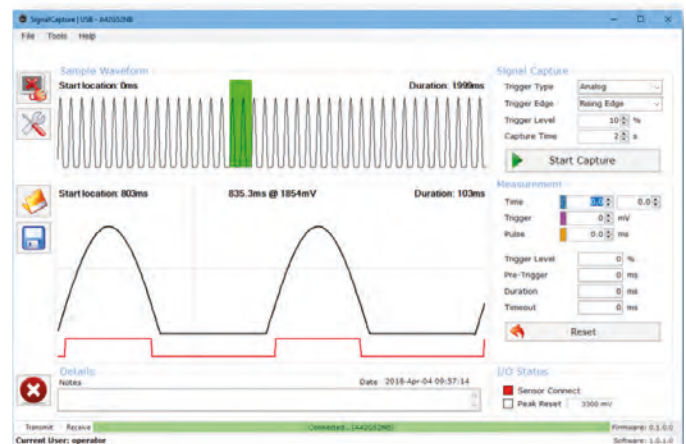 SignalCapture | USB - A42G52NB
File Tools Help
Sample Waveform
Start location: 0ms Duration: 1999ms
Start location: 803ms 835.3ms @ 1854mV Duration: 103ms
Signal Capture
Trigger Type Analog
Trigger Edge Rising Edge
Trigger Level 10 %
Capture Time 2 s
Start Capture
Measurement
Time 0.0 0.0
Trigger 0 mV
Pulse 0.0 ms
Trigger Level 0 %
Pre-Trigger 0 ms
Duration 0 ms
Timeout 0 ms
Reset
Details
Notes Date 2018-Apr-04 09:57:14
I/O Status
Sensor Connect
Peak Reset 3300 mV
Transmit Receive Connected... (A42G52NB) Firmware: 0.1.0.0
Current User: operator Software: 1.0.1.0